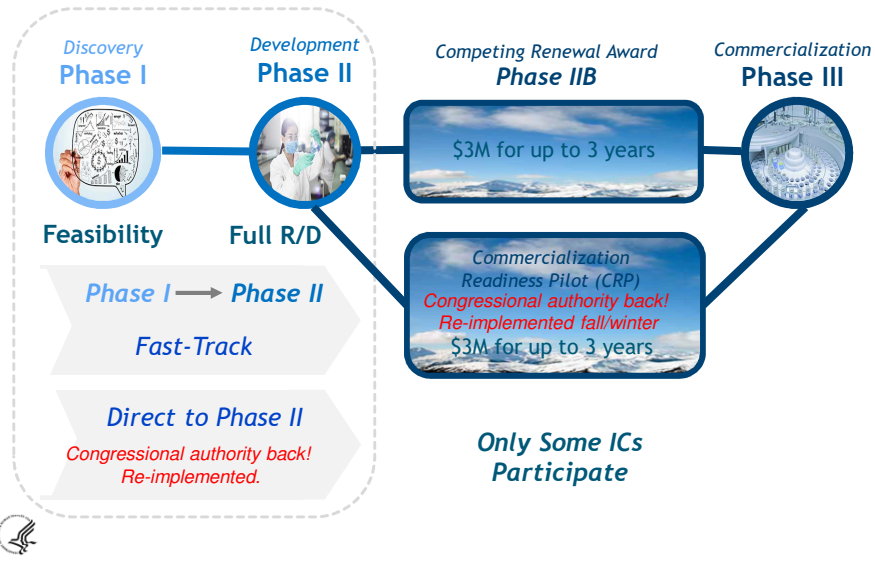 Discovery
Phase I
Development
Phase II
Competing Renewal Award
Phase IIB
Commercialization
Phase III
$3M for up to 3 years
Feasibility
Full R/D
Phase I
Phase II
Fast-Track
Direct to Phase II
Congressional authority back!
Re-implemented.
Commercialization
Readiness Pilot (CRP)
Congressional authority back!
Re-implemented fall/winter
$3M for up to 3 years
Only Some ICs
Participate